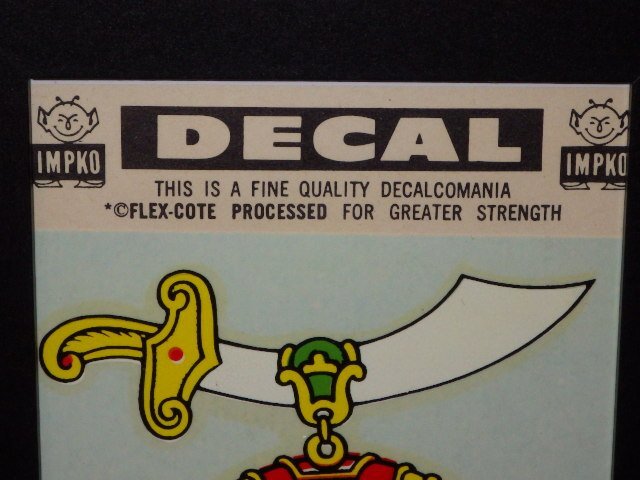 DECAL
IMPKO
IMPKO
THIS IS A FINE QUALITY DECALCOMANIA
*©FLEX-COTE PROCESSED FOR GREATER STRENGTH